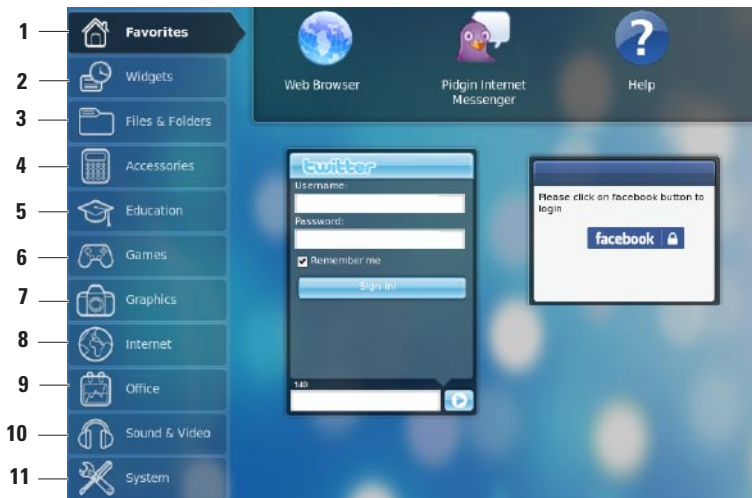 1 Favorites
2 Widgets
3 Files & Folders
4 Accessories
5 Education
6 Games
7 Graphics
8 Internet
9 Office
10 Sound & Video
11 System
Web Browser
Pidgin Internet
Messenger
Help
twitter
Username:
Password:
Remember me
Sign In!
140
Please click on facebook button to
login
facebook